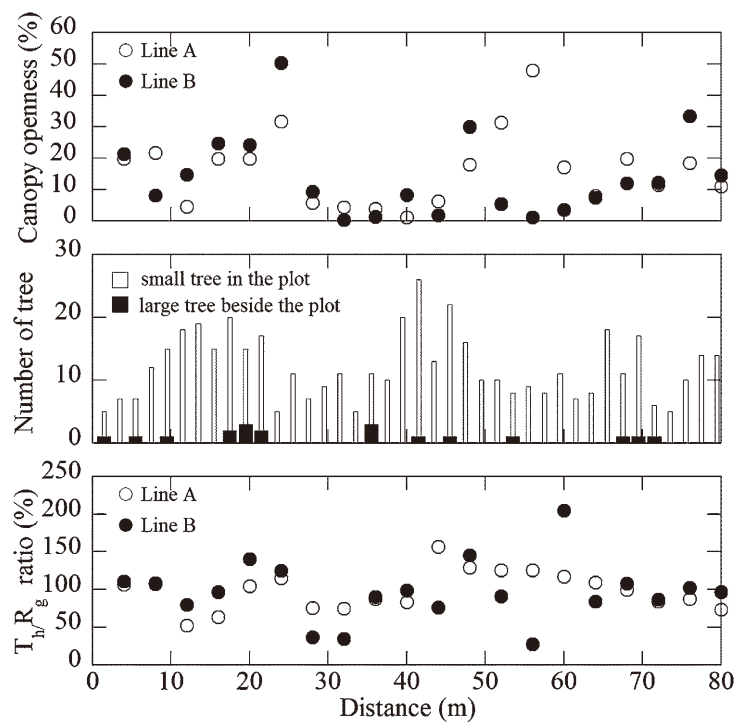 Canopy openness (%)
60
50
40
30
20
10
0
Line A
Line B
Number of tree
30
20
10
0
small tree in the plot
large tree beside the plot
Th/Rg ratio (%)
250
200
150
100
50
0
Line A
Line B
0 10 20 30 40 50 60 70 80
Distance (m)